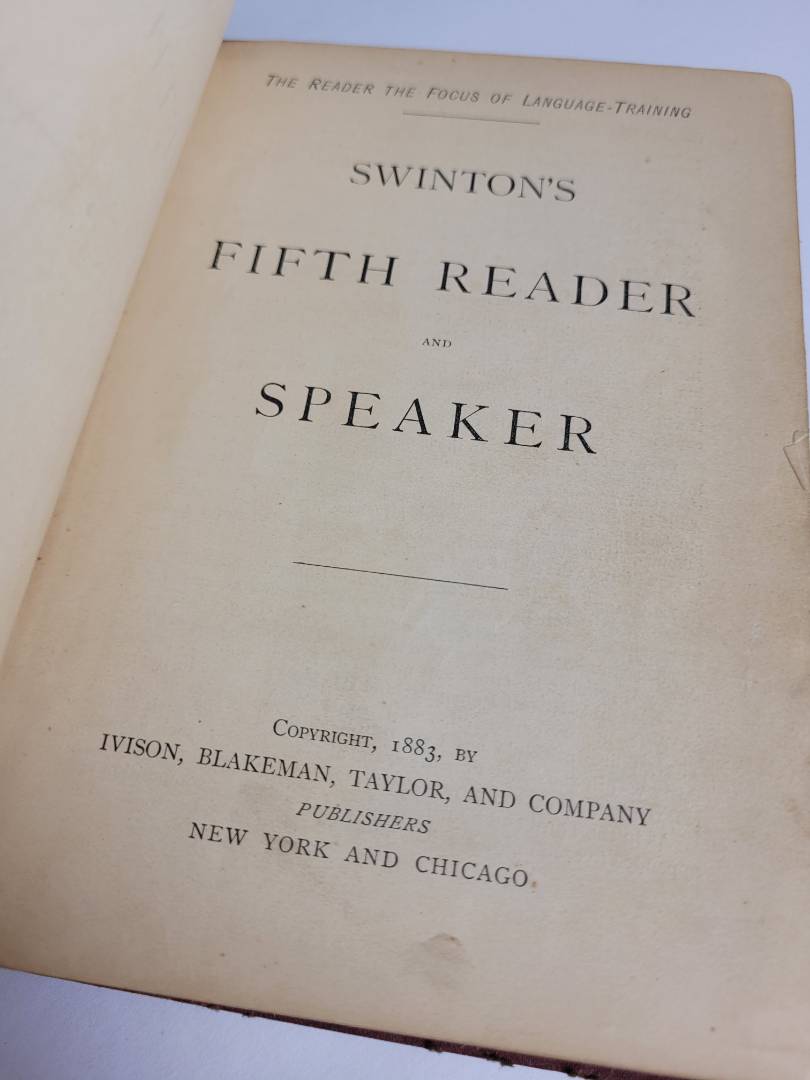 THE READER THE FOCUS OF LANGUAGE-TRAINING
SWINTON'S
FIFTH READER
AND
SPEAKER
COPYRIGHT, 1883, BY
IVISON, BLAKEMAN, TAYLOR, AND COMPANY
PUBLISHERS
NEW YORK AND CHICAGO.